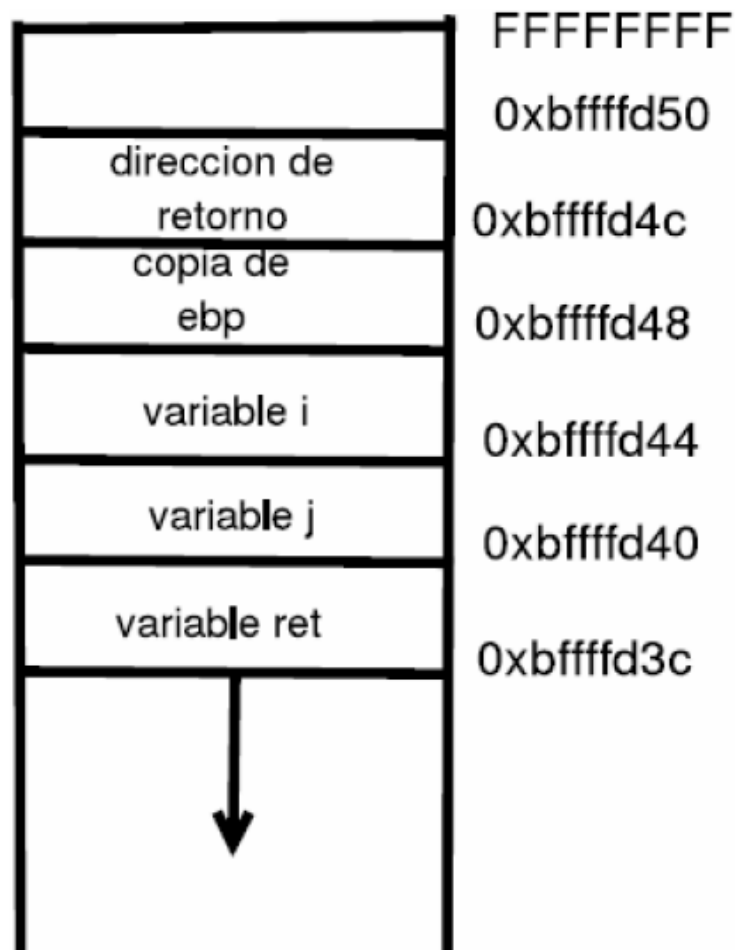 FFFFFFFF
0xbffffd50
direccion de
retorno
0xbffffd4c
copia de
ebp
0xbffffd48
variable i
0xbffffd44
variable j
0xbffffd40
variable ret
0xbffffd3c